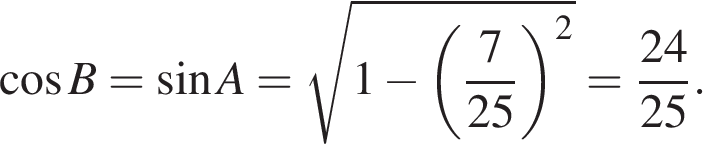 cos B = sin A = √(1 − (7/25)²) = 24/25.